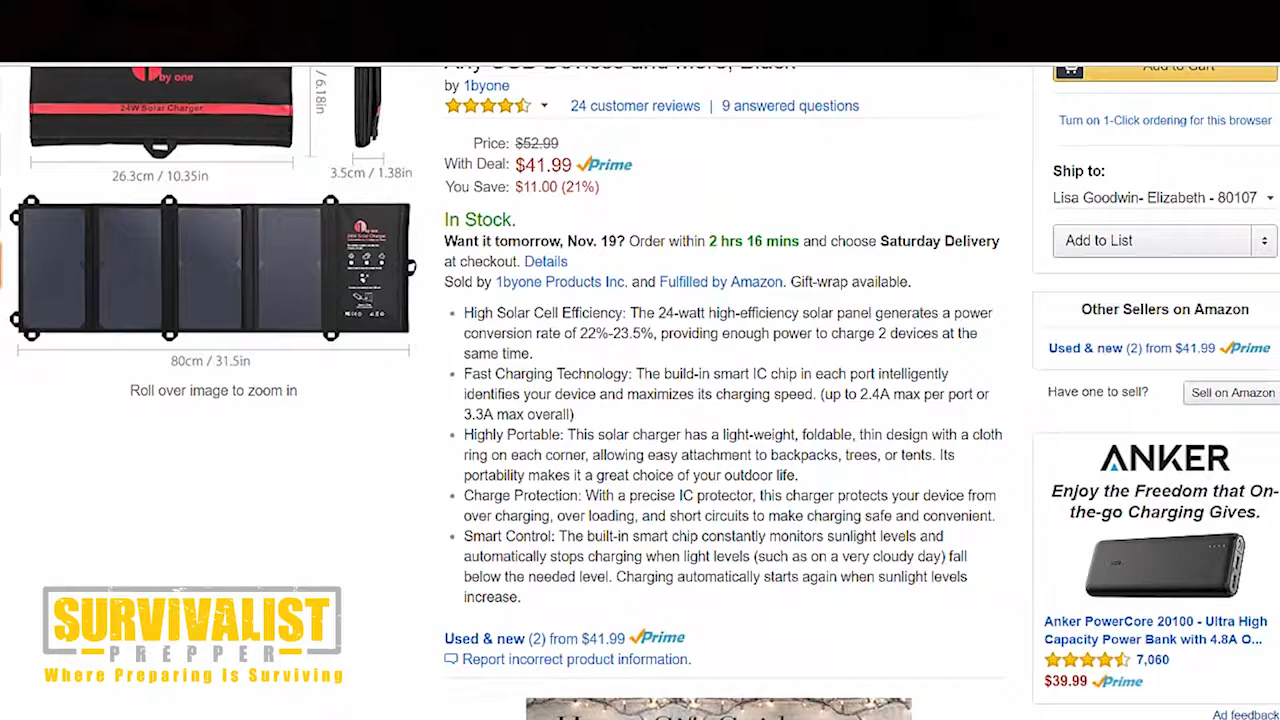 by one
24W Solar Charger
/ 6.18in
26.3cm / 10.35in
3.5cm / 1.38in
80cm / 31.5in
Roll over image to zoom in
Any USB Devices and More, Black
by 1byone
24 customer reviews | 9 answered questions
Price: $52.99
With Deal: $41.99 Prime
You Save: $11.00 (21%)
In Stock.
Want it tomorrow, Nov. 19? Order within 2 hrs 16 mins and choose Saturday Delivery
at checkout. Details
Sold by 1byone Products Inc. and Fulfilled by Amazon. Gift-wrap available.
• High Solar Cell Efficiency: The 24-watt high-efficiency solar panel generates a power
conversion rate of 22%-23.5%, providing enough power to charge 2 devices at the
same time.
• Fast Charging Technology: The build-in smart IC chip in each port intelligently
identifies your device and maximizes its charging speed. (up to 2.4A max per port or
3.3A max overall)
• Highly Portable: This solar charger has a light-weight, foldable, thin design with a cloth
ring on each corner, allowing easy attachment to backpacks, trees, or tents. Its
portability makes it a great choice of your outdoor life.
• Charge Protection: With a precise IC protector, this charger protects your device from
over charging, over loading, and short circuits to make charging safe and convenient.
• Smart Control: The built-in smart chip constantly monitors sunlight levels and
automatically stops charging when light levels (such as on a very cloudy day) fall
below the needed level. Charging automatically starts again when sunlight levels
increase.
Used & new (2) from $41.99 Prime
Report incorrect product information.
Add to Cart
Turn on 1-Click ordering for this browser
Ship to:
Lisa Goodwin- Elizabeth - 80107
Add to List
Other Sellers on Amazon
Used & new (2) from $41.99 Prime
Have one to sell?
Sell on Amazon
ANKER
Enjoy the Freedom that On-
the-go Charging Gives.
Anker PowerCore 20100 - Ultra High
Capacity Power Bank with 4.8A O...
7,060
$39.99 Prime
Ad feedback
SURVIVALIST
PREPPER
Where Preparing Is Surviving